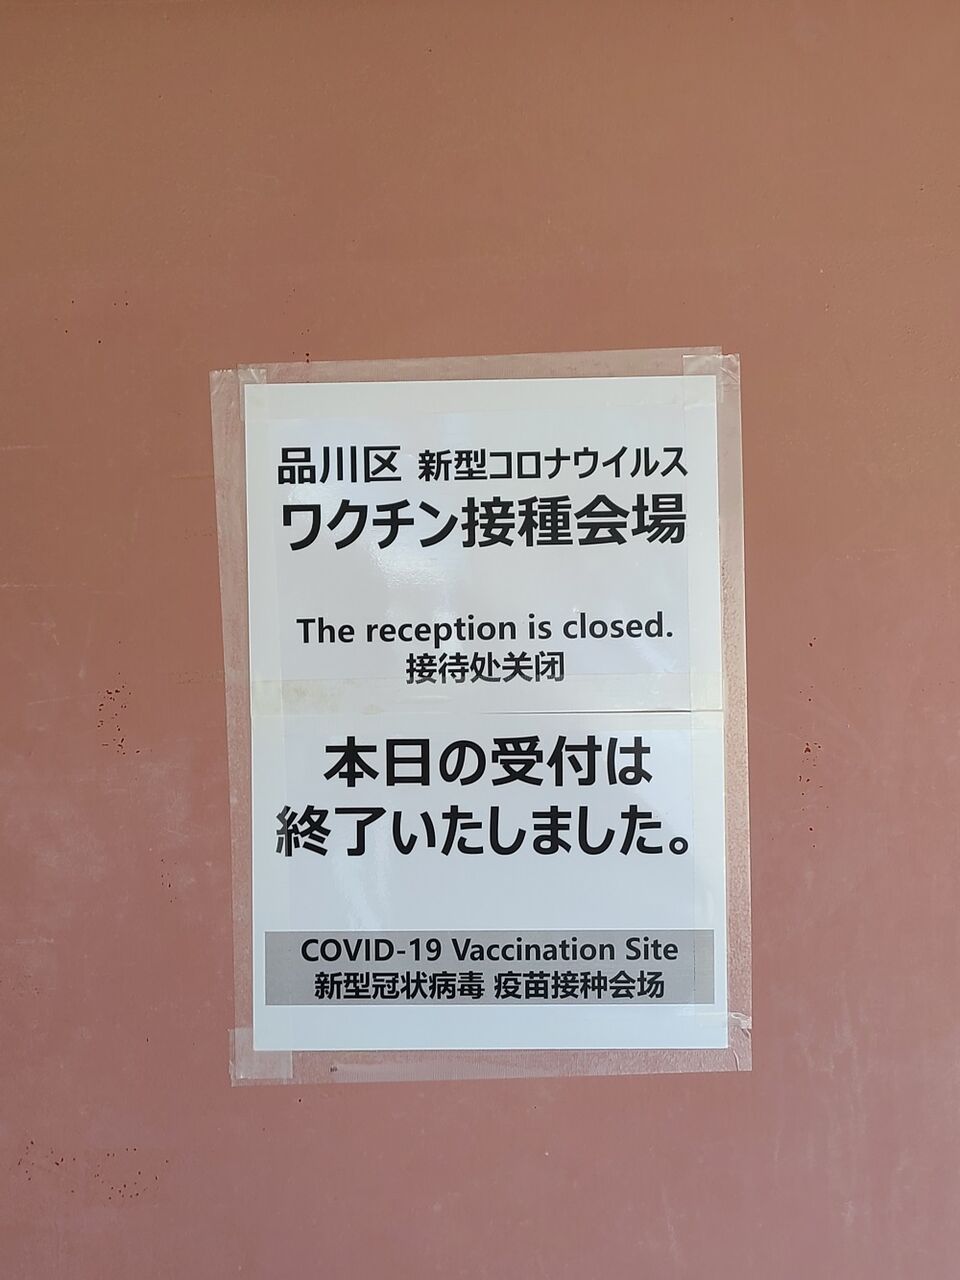 品川区 新型コロナウイルス
ワクチン接種会場
The reception is closed.
接待处关闭
本日の受付は
終了いたしました。
COVID-19 Vaccination Site
新型冠状病毒 疫苗接种会场